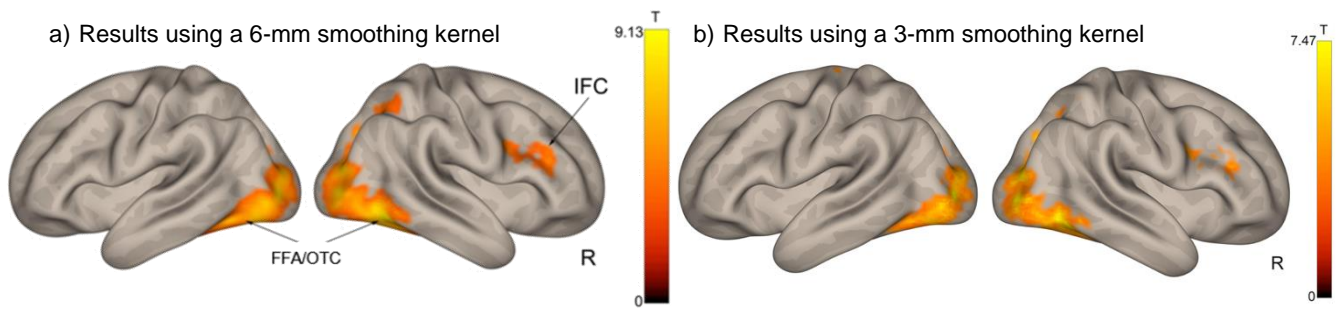 a) Results using a 6-mm smoothing kernel
T
9.13
IFC
FFA/OTC
R
0
b) Results using a 3-mm smoothing kernel
T
7.47
R
0